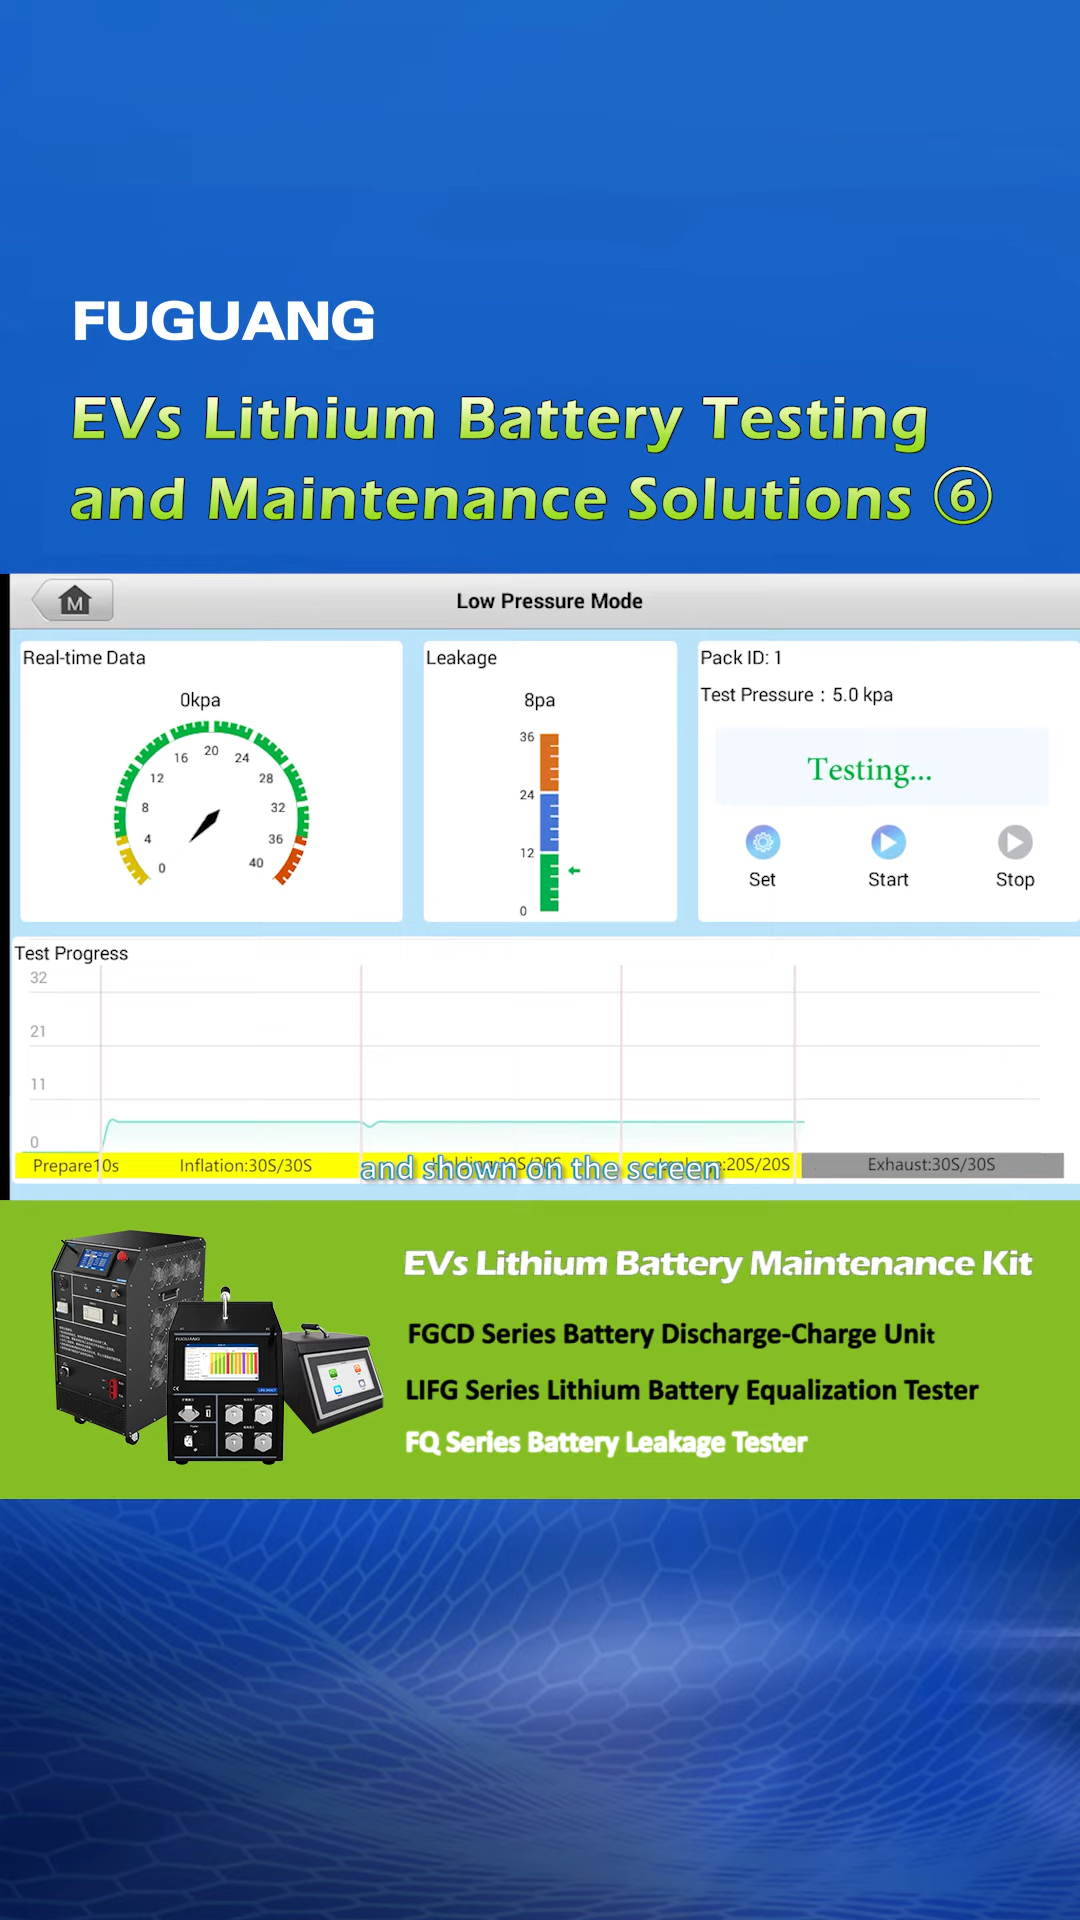 FUGUANG
EVs Lithium Battery Testing
and Maintenance Solutions ⑥
M
Low Pressure Mode
Real-time Data
0kpa
0
4
8
12
16
20
24
28
32
36
40
Leakage
8pa
36
24
12
0
Pack ID: 1
Test Pressure : 5.0 kpa
Testing...
Set
Start
Stop
Test Progress
32
21
11
0
Prepare10s
Inflation:30S/30S
:20S/20S
Exhaust:30S/30S
and shown on the screen
FUGUANG
EVs Lithium Battery Maintenance Kit
FGCD Series Battery Discharge-Charge Unit
LIFG Series Lithium Battery Equalization Tester
FQ Series Battery Leakage Tester